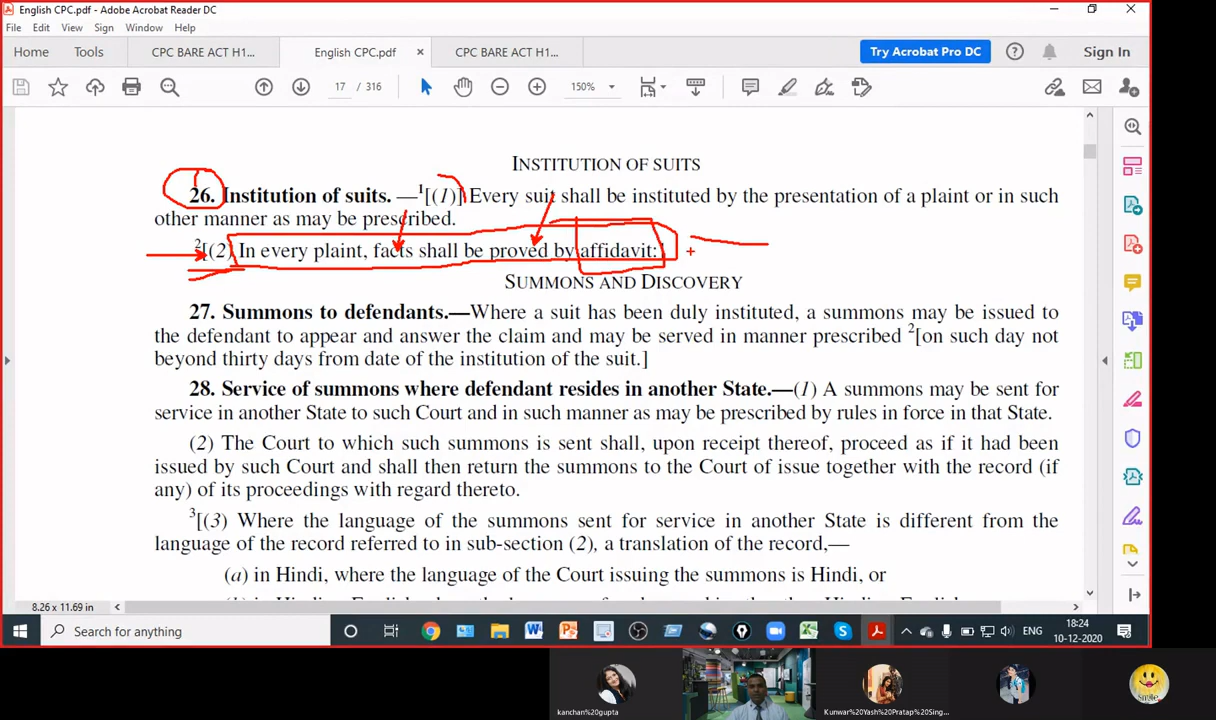 English CPC.pdf - Adobe Acrobat Reader DC
File Edit View Sign Window Help
Home Tools CPC BARE ACT H1... English CPC.pdf × CPC BARE ACT H1... Try Acrobat Pro DC Sign In
17 / 316 150%
INSTITUTION OF SUITS
26. Institution of suits. —1[(1)] Every suit shall be instituted by the presentation of a plaint or in such
other manner as may be prescribed.
2[(2) In every plaint, facts shall be proved by affidavit:]
SUMMONS AND DISCOVERY
27. Summons to defendants.—Where a suit has been duly instituted, a summons may be issued to
the defendant to appear and answer the claim and may be served in manner prescribed 2[on such day not
beyond thirty days from date of the institution of the suit.]
28. Service of summons where defendant resides in another State.—(1) A summons may be sent for
service in another State to such Court and in such manner as may be prescribed by rules in force in that State.
(2) The Court to which such summons is sent shall, upon receipt thereof, proceed as if it had been
issued by such Court and shall then return the summons to the Court of issue together with the record (if
any) of its proceedings with regard thereto.
3[(3) Where the language of the summons sent for service in another State is different from the
language of the record referred to in sub-section (2), a translation of the record,—
(a) in Hindi, where the language of the Court issuing the summons is Hindi, or
8.26 x 11.69 in
Search for anything
ENG
18:24
10-12-2020
kanchan%20gupta
Kunwar%20Yash%20Pratap%20Sing...
smile